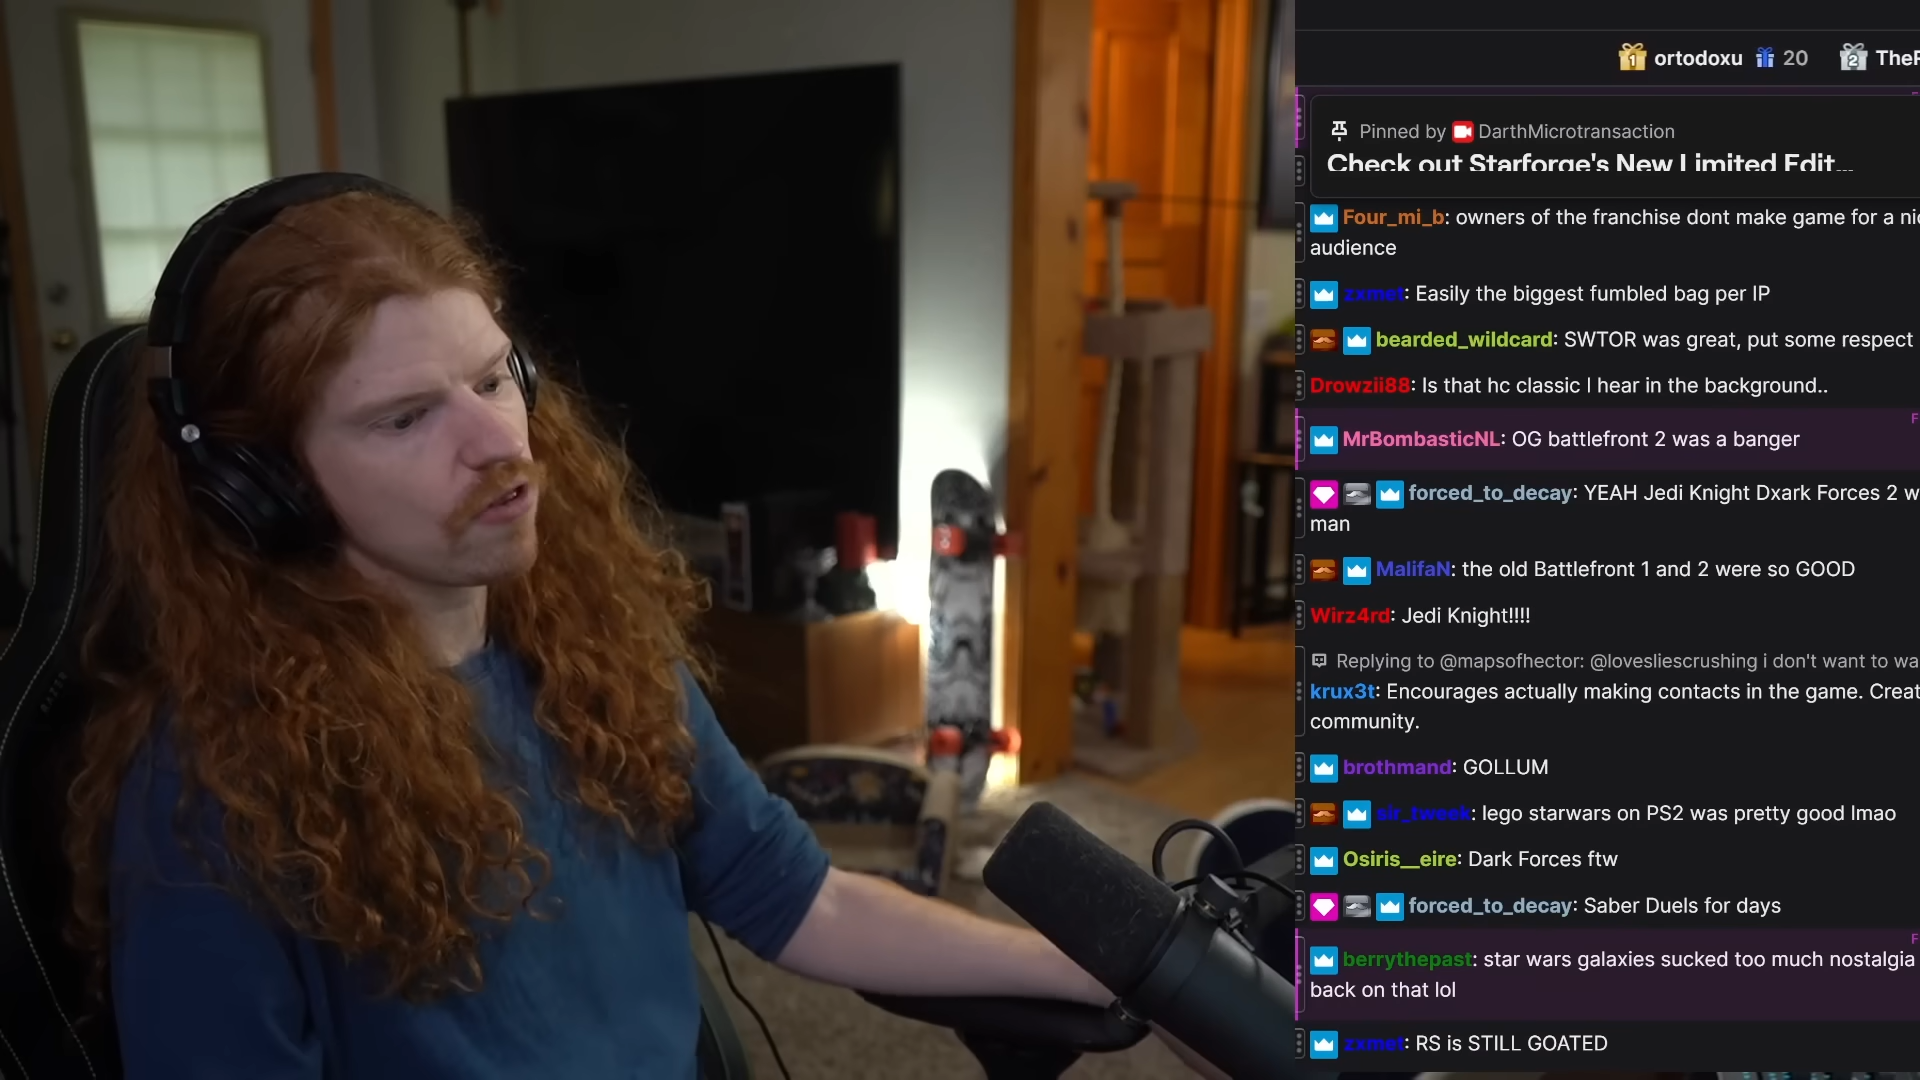 ortodoxu 20
Pinned by DarthMicrotransaction
Check out Starforge's New Limited Edit...
Four_mi_b: owners of the franchise dont make game for a
audience
zxmet: Easily the biggest fumbled bag per IP
bearded_wildcard: SWTOR was great, put some respect
Drowzii88: Is that hc classic I hear in the background..
MrBombasticNL: OG battlefront 2 was a banger
forced_to_decay: YEAH Jedi Knight Dxark Forces 2
man
MalifaN: the old Battlefront 1 and 2 were so GOOD
Wirz4rd: Jedi Knight!!!!
Replying to @mapsofhector: @lovesliescrushing i don't want to
krux3t: Encourages actually making contacts in the game.
community.
brothmand: GOLLUM
sir_tweek: lego starwars on PS2 was pretty good lmao
Osiris__eire: Dark Forces ftw
forced_to_decay: Saber Duels for days
berrythepast: star wars galaxies sucked too much nostalgia
back on that lol
zxmet: RS is STILL GOATED